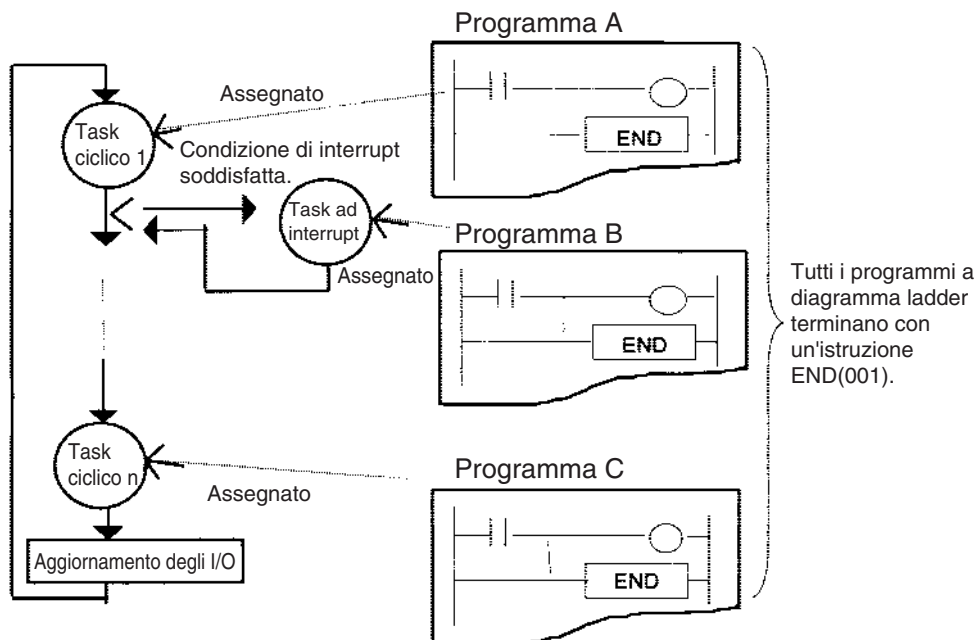 Programma A
Assegnato
Task
ciclico 1
END
Condizione di interrupt
soddisfatta.
Task ad
interrupt
Programma B
Assegnato
END
Tutti i programmi a
diagramma ladder
terminano con
un'istruzione
END(001).
Task
ciclico n
Programma C
Assegnato
Aggiornamento degli I/O
END